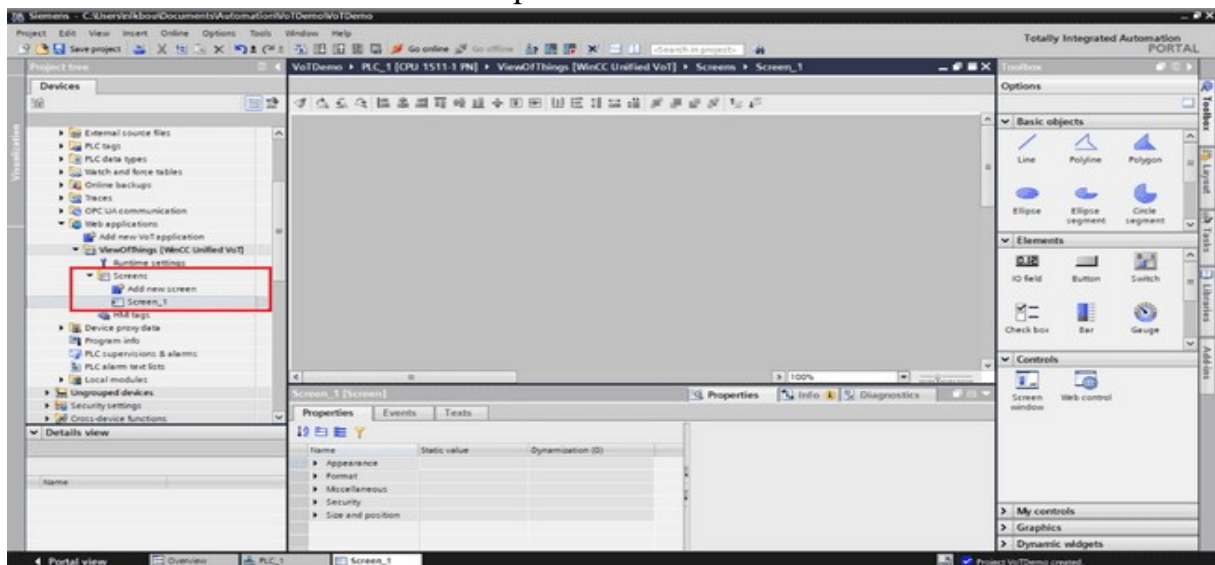 Siemens - C:\Users\nikbou\Documents\Automation\VoTDemo\VoTDemo
Project Edit View Insert Online Options Tools Window Help
Save project Go online Go offline <Search in project>
Totally Integrated Automation
PORTAL
Project tree
VoTDemo PLC_1 [CPU 1511-1 PN] ViewOfThings [WinCC Unified VoT] Screens Screen_1
Toolbox
Devices
Options
Visualization
External source files
PLC tags
PLC data types
Watch and force tables
Online backups
Traces
OPC UA communication
Web applications
Add new VoT application
ViewOfThings [WinCC Unified VoT]
Runtime settings
Screens
Add new screen
Screen_1
HMI tags
Device proxy data
Program info
PLC supervisions & alarms
PLC alarm text lists
Local modules
Ungrouped devices
Security settings
Cross-device functions
Details view
Name
100%
Screen_1 [Screen]
Properties Info Diagnostics
Properties Events Texts
Name Static value Dynamization (0)
Appearance
Format
Miscellaneous
Security
Size and position
Basic objects
Line Polyline Polygon
Ellipse Ellipse segment Circle segment
Elements
IO field Button Switch
Check box Bar Gauge
Controls
Screen window Web control
My controls
Graphics
Dynamic widgets
Toolbox
Layout
Tasks
Libraries
Add-ins
Portal view Overview PLC_1 Screen_1
Project VoTDemo created.